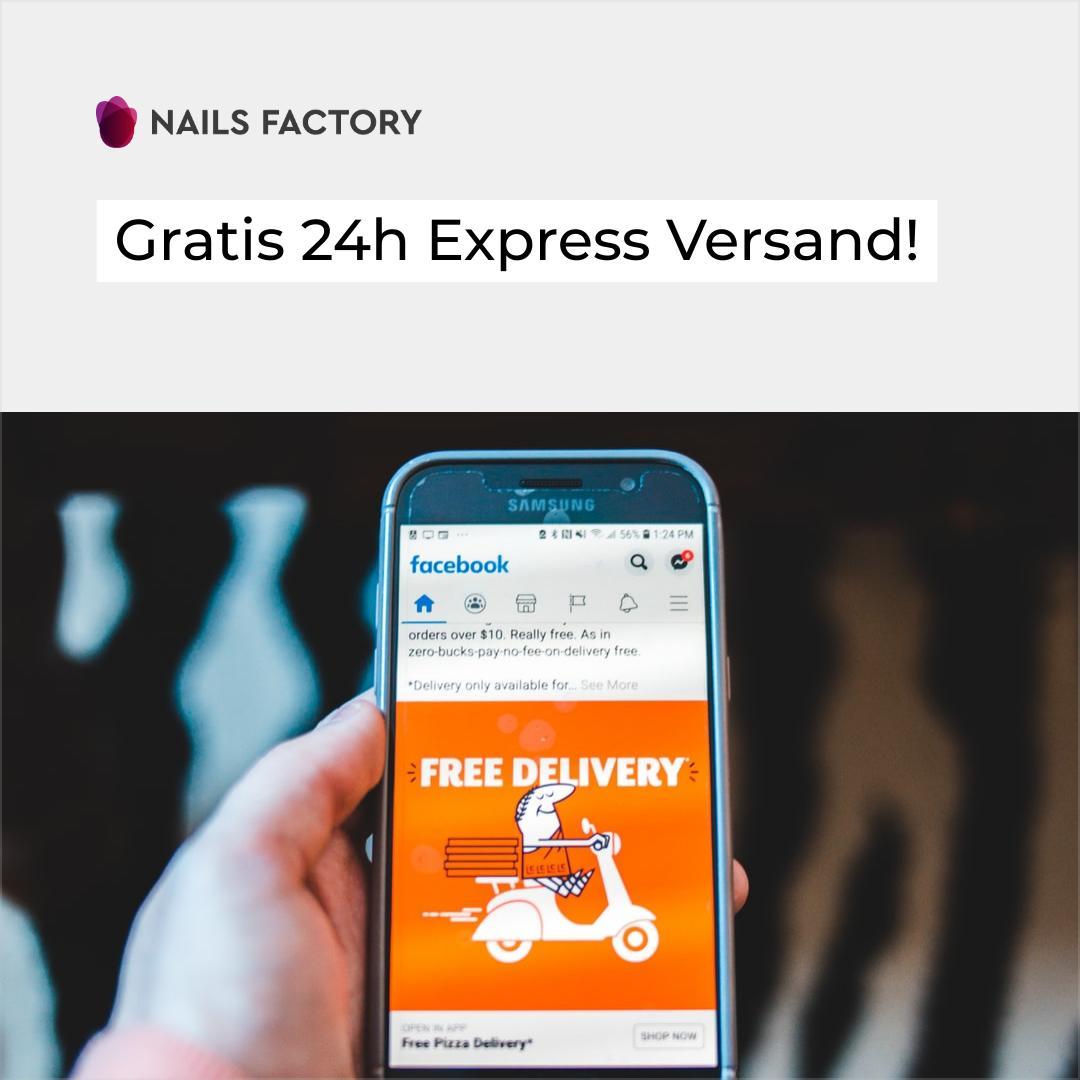 NAILS FACTORY
Gratis 24h Express Versand!
SAMSUNG
56% 1:24 PM
facebook
6
orders over $10. Really free. As in
zero-bucks-pay-no-fee-on-delivery free.
*Delivery only available for... See More
FREE DELIVERY
OPEN IN APP
Free Pizza Delivery*
SHOP NOW